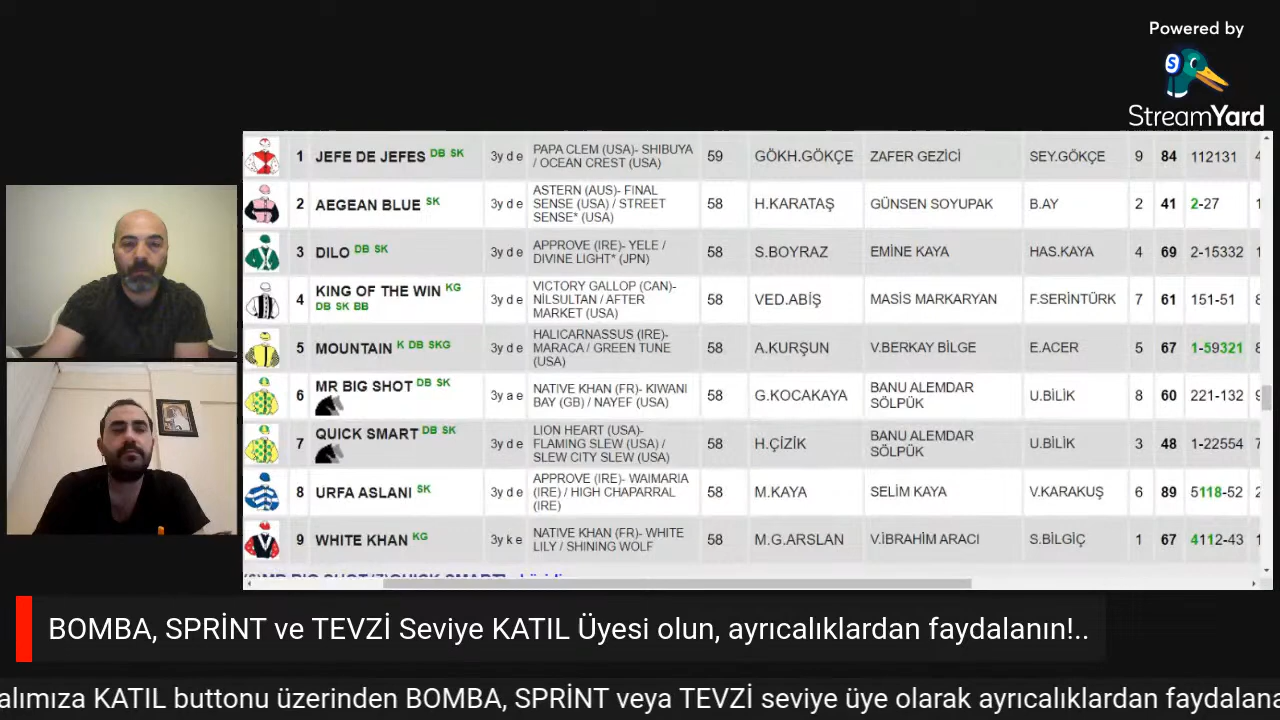 Powered by
StreamYard
1 JEFE DE JEFES DB SK 3y d e PAPA CLEM (USA)- SHIBUYA / OCEAN CREST (USA) 59 GÖKH.GÖKÇE ZAFER GEZİCİ SEY.GÖKÇE 9 84 112131
2 AEGEAN BLUE SK 3y d e ASTERN (AUS)- FINAL SENSE (USA) / STREET SENSE* (USA) 58 H.KARATAŞ GÜNSEN SOYUPAK B.AY 2 41 2-27
3 DILO DB SK 3y d e APPROVE (IRE)- YELE / DIVINE LIGHT* (JPN) 58 S.BOYRAZ EMİNE KAYA HAS.KAYA 4 69 2-15332
4 KING OF THE WIN KG DB SK BB 3y d e VICTORY GALLOP (CAN)- NİLSULTAN / AFTER MARKET (USA) 58 VED.ABİŞ MASİS MARKARYAN F.SERİNTÜRK 7 61 151-51
5 MOUNTAIN K DB SKG 3y d e HALICARNASSUS (IRE)- MARACA / GREEN TUNE (USA) 58 A.KURŞUN V.BERKAY BİLGE E.ACER 5 67 1-59321
6 MR BIG SHOT DB SK 3y a e NATIVE KHAN (FR)- KIWANI BAY (GB) / NAYEF (USA) 58 G.KOCAKAYA BANU ALEMDAR SÖLPÜK U.BİLİK 8 60 221-132
7 QUICK SMART DB SK 3y d e LION HEART (USA)- FLAMING SLEW (USA) / SLEW CITY SLEW (USA) 58 H.ÇİZİK BANU ALEMDAR SÖLPÜK U.BİLİK 3 48 1-22554
8 URFA ASLANI SK 3y d e APPROVE (IRE)- WAIMARIA (IRE) / HIGH CHAPARRAL (IRE) 58 M.KAYA SELİM KAYA V.KARAKUŞ 6 89 5118-52
9 WHITE KHAN KG 3y k e NATIVE KHAN (FR)- WHITE LILY / SHINING WOLF 58 M.G.ARSLAN V.İBRAHİM ARACI S.BİLGİÇ 1 67 4112-43
BOMBA, SPRİNT ve TEVZİ Seviye KATIL Üyesi olun, ayrıcalıklardan faydalanın!..
alımıza KATIL buttonu üzerinden BOMBA, SPRİNT veya TEVZİ seviye üye olarak ayrıcalıklardan faydalana